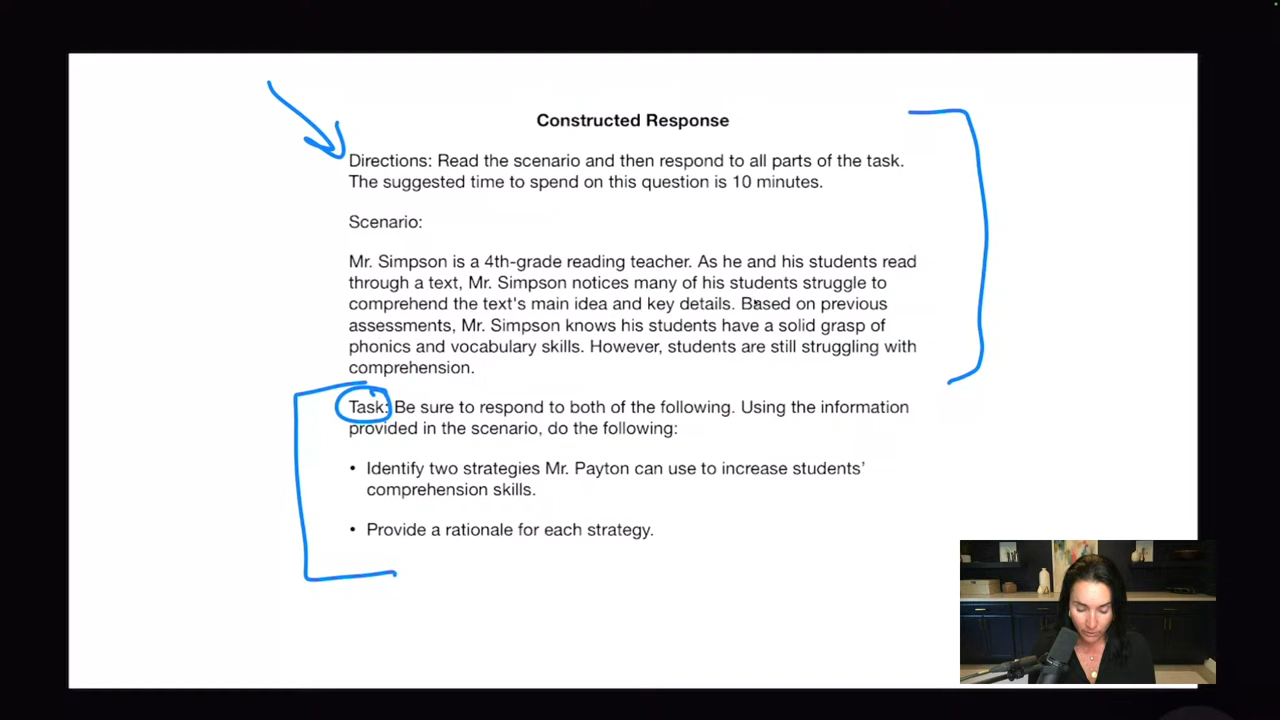 Constructed Response
Directions: Read the scenario and then respond to all parts of the task.
The suggested time to spend on this question is 10 minutes.
Scenario:
Mr. Simpson is a 4th-grade reading teacher. As he and his students read
through a text, Mr. Simpson notices many of his students struggle to
comprehend the text's main idea and key details. Based on previous
assessments, Mr. Simpson knows his students have a solid grasp of
phonics and vocabulary skills. However, students are still struggling with
comprehension.
Task: Be sure to respond to both of the following. Using the information
provided in the scenario, do the following:
• Identify two strategies Mr. Payton can use to increase students’
comprehension skills.
• Provide a rationale for each strategy.